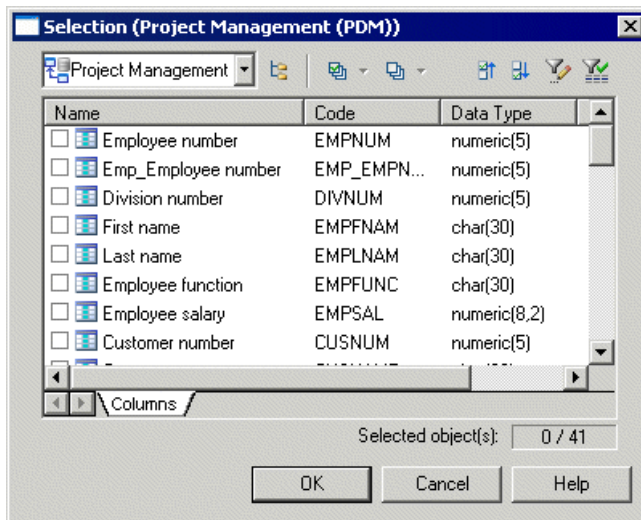 Selection (Project Management (PDM))
Project Management
Name Code Data Type
Employee number EMPNUM numeric(5)
Emp_Employee number EMP_EMPN... numeric(5)
Division number DIVNUM numeric(5)
First name EMPFNAM char(30)
Last name EMPLNAM char(30)
Employee function EMPFUNC char(30)
Employee salary EMPSAL numeric(8,2)
Customer number CUSNUM numeric(5)
Columns
Selected object(s): 0 / 41
OK Cancel Help